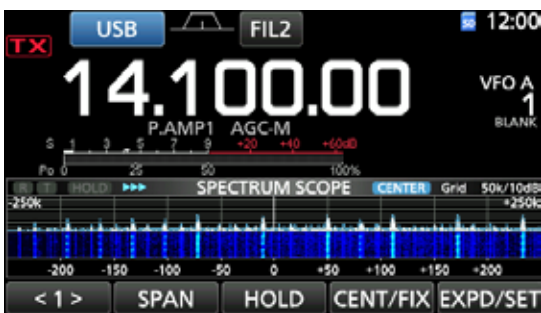 USB FIL2 SD 12:00
TX
14.100.00
VFO A
1
BLANK
P.AMP1 AGC-M
S 1 3 5 7 9 +20 +40 +60dB
Po 0 25 50 100%
R T HOLD SPECTRUM SCOPE CENTER Grid 50k/10dB
-250k +250k
-200 -150 -100 -50 0 +50 +100 +150 +200
< 1 > SPAN HOLD CENT/FIX EXPD/SET